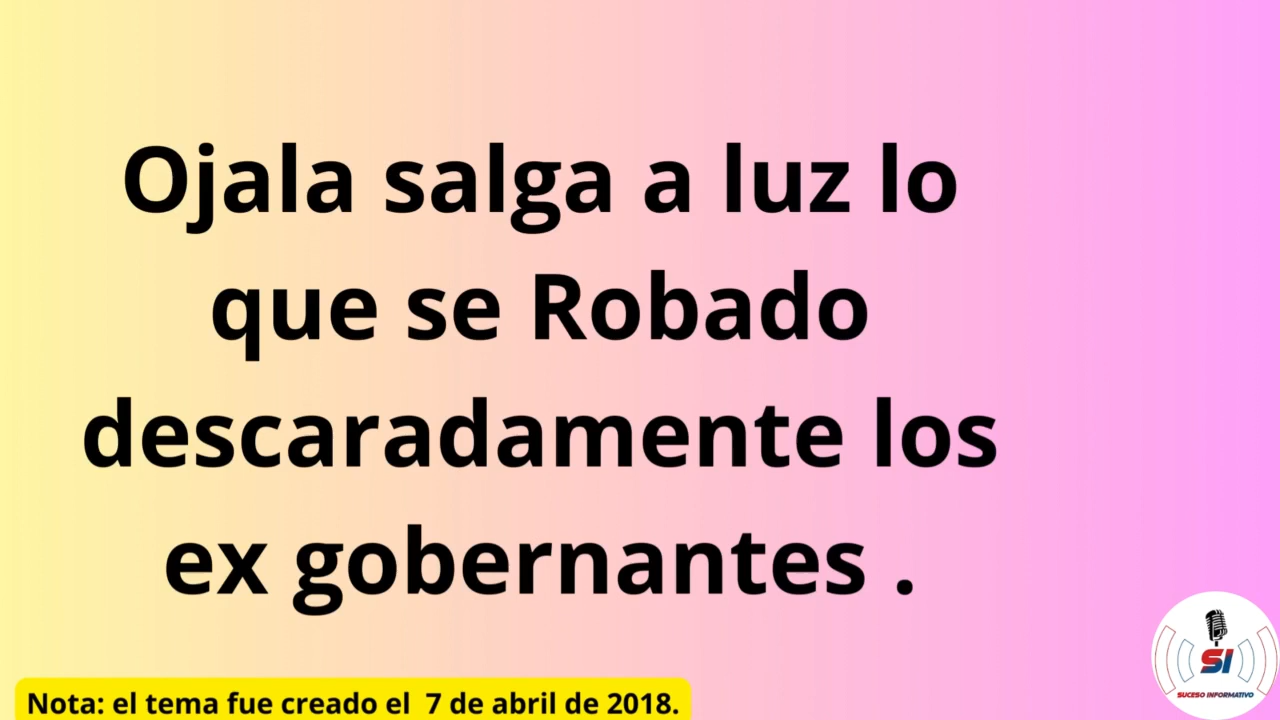 Ojala salga a luz lo
que se Robado
descaradamente los
ex gobernantes .
Nota: el tema fue creado el  7 de abril de 2018.
SI
SUCESO INFORMATIVO